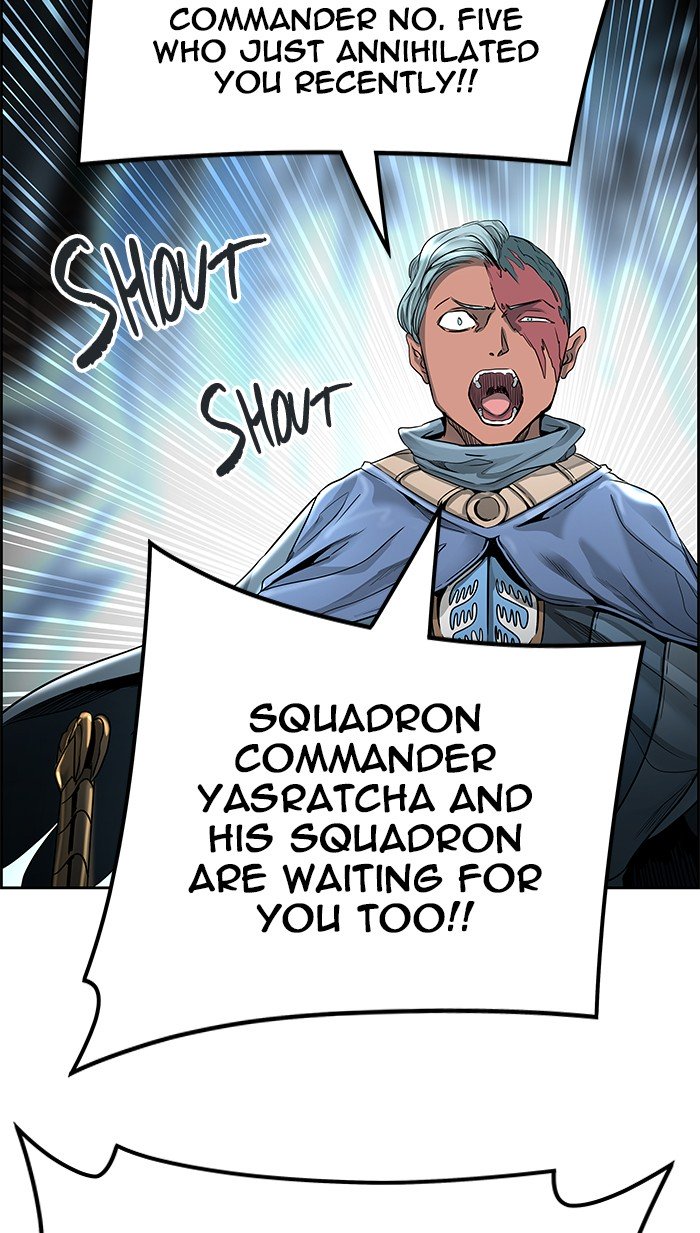 COMMANDER NO. FIVE
WHO JUST ANNIHILATED
YOU RECENTLY!!
SHOUT
SHOUT
SQUADRON
COMMANDER
YASRATCHA AND
HIS SQUADRON
ARE WAITING FOR
YOU TOO!!